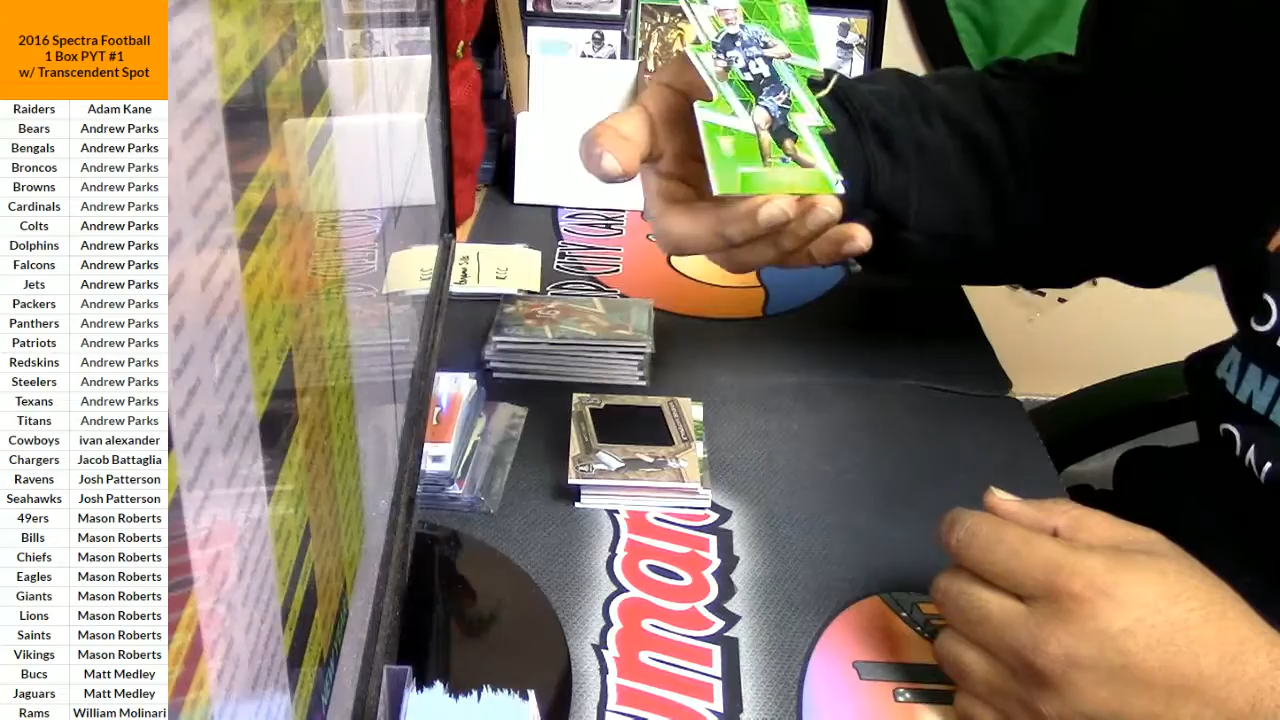 2016 Spectra Football
1 Box PYT #1
w/ Transcendent Spot
Raiders Adam Kane
Bears Andrew Parks
Bengals Andrew Parks
Broncos Andrew Parks
Browns Andrew Parks
Cardinals Andrew Parks
Colts Andrew Parks
Dolphins Andrew Parks
Falcons Andrew Parks
Jets Andrew Parks
Packers Andrew Parks
Panthers Andrew Parks
Patriots Andrew Parks
Redskins Andrew Parks
Steelers Andrew Parks
Texans Andrew Parks
Titans Andrew Parks
Cowboys ivan alexander
Chargers Jacob Battaglia
Ravens Josh Patterson
Seahawks Josh Patterson
49ers Mason Roberts
Bills Mason Roberts
Chiefs Mason Roberts
Eagles Mason Roberts
Giants Mason Roberts
Lions Mason Roberts
Saints Mason Roberts
Vikings Mason Roberts
Bucs Matt Medley
Jaguars Matt Medley
Rams William Molinari
CITY CAR